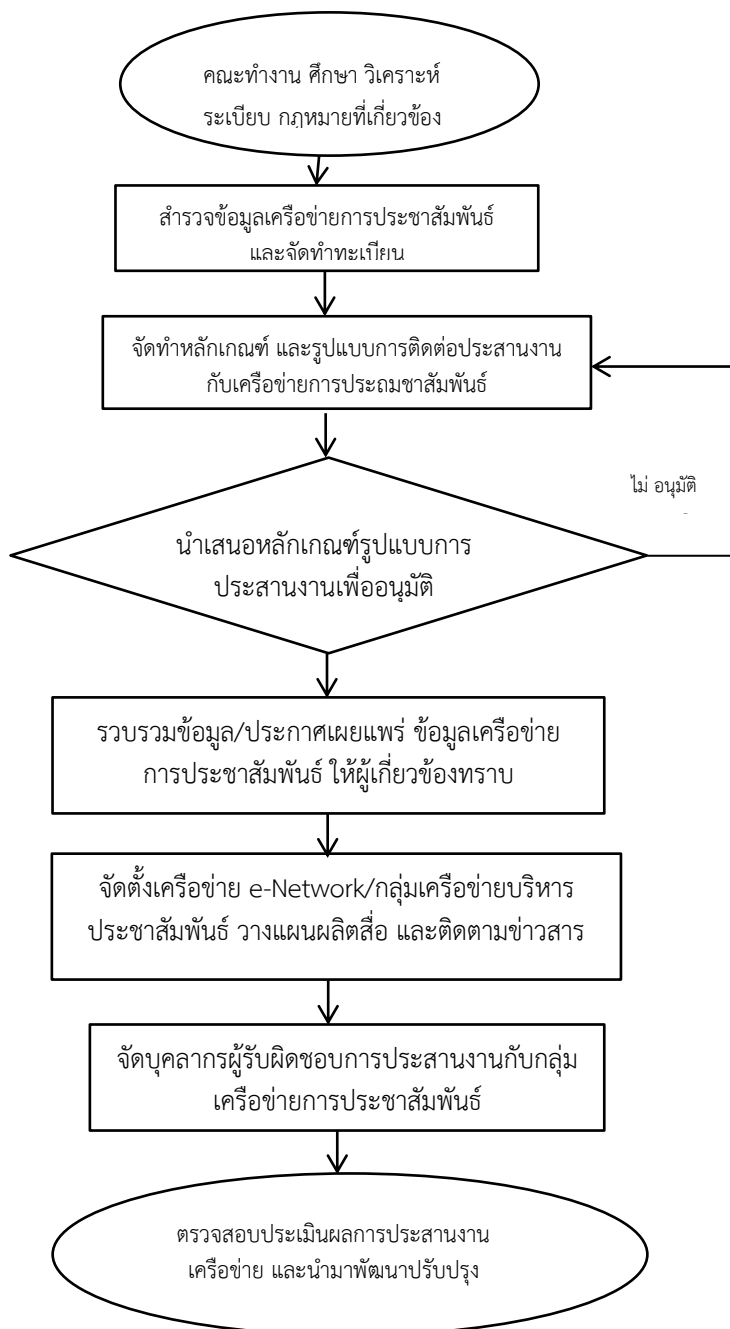 คณะทำงาน ศึกษา วิเคราะห์
ระเบียบ กฎหมายที่เกี่ยวข้อง
สำรวจข้อมูลเครือข่ายการประชาสัมพันธ์
และจัดทำทะเบียน
จัดทำหลักเกณฑ์ และรูปแบบการติดต่อประสานงาน
กับเครือข่ายการประถมชาสัมพันธ์
ไม่ อนุมัติ
นำเสนอหลักเกณฑ์รูปแบบการ
ประสานงานเพื่ออนุมัติ
รวบรวมข้อมูล/ประกาศเผยแพร่ ข้อมูลเครือข่าย
การประชาสัมพันธ์ ให้ผู้เกี่ยวข้องทราบ
จัดตั้งเครือข่าย e-Network/กลุ่มเครือข่ายบริหาร
ประชาสัมพันธ์ วางแผนผลิตสื่อ และติดตามข่าวสาร
จัดบุคลากรผู้รับผิดชอบการประสานงานกับกลุ่ม
เครือข่ายการประชาสัมพันธ์
ตรวจสอบประเมินผลการประสานงาน
เครือข่าย และนำมาพัฒนาปรับปรุง